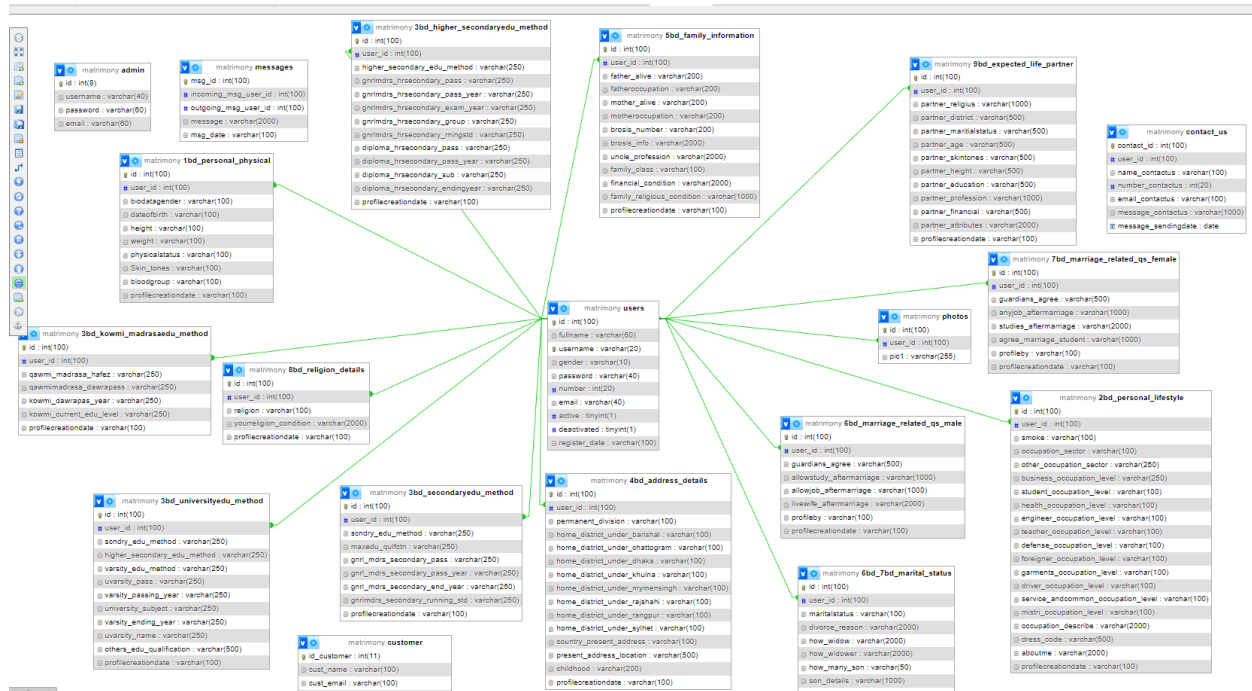 matrimony admin
id : int(8)
username : varchar(40)
password : varchar(60)
email : varchar(60)
matrimony messages
msg_id : int(100)
incoming_msg_user_id : int(100)
outgoing_msg_user_id : int(100)
message : varchar(2000)
msg_date : varchar(100)
matrimony 3bd_higher_secondaryedu_method
id : int(100)
user_id : int(100)
higher_secondary_edu_method : varchar(250)
gnrlmdrs_hrsecondary_pass : varchar(250)
gnrlmdrs_hrsecondary_pass_year : varchar(250)
gnrlmdrs_hrsecondary_exam_year : varchar(250)
gnrlmdrs_hrsecondary_group : varchar(250)
gnrlmdrs_hrsecondary_rningstd : varchar(250)
diploma_hrsecondary_pass : varchar(250)
diploma_hrsecondary_pass_year : varchar(250)
diploma_hrsecondary_sub : varchar(250)
diploma_hrsecondary_endingyear : varchar(250)
profilecreationdate : varchar(100)
matrimony 5bd_family_information
id : int(100)
user_id : int(100)
father_alive : varchar(200)
fatheroccupation : varchar(200)
mother_alive : varchar(200)
motheroccupation : varchar(200)
brosis_number : varchar(200)
brosis_info : varchar(2000)
uncle_profession : varchar(2000)
family_class : varchar(100)
financial_condition : varchar(2000)
family_religious_condition : varchar(1000)
profilecreationdate : varchar(100)
matrimony 9bd_expected_life_partner
id : int(100)
user_id : int(100)
partner_religius : varchar(1000)
partner_district : varchar(500)
partner_maritialstatus : varchar(500)
partner_age : varchar(500)
partner_skintones : varchar(500)
partner_height : varchar(500)
partner_education : varchar(500)
partner_profession : varchar(1000)
partner_financial : varchar(500)
partner_attributes : varchar(2000)
profilecreationdate : varchar(100)
matrimony contact_us
contact_id : int(100)
user_id : int(100)
name_contactus : varchar(100)
number_contactus : int(20)
email_contactus : varchar(100)
message_contactus : varchar(1000)
message_sendingdate : date
matrimony 1bd_personal_physical
id : int(100)
user_id : int(100)
biodatagender : varchar(100)
dateofbirth : varchar(100)
height : varchar(100)
weight : varchar(100)
physicalstatus : varchar(100)
Skin_tones : varchar(100)
bloodgroup : varchar(100)
profilecreationdate : varchar(100)
matrimony 7bd_marriage_related_qs_female
id : int(100)
user_id : int(100)
guardians_agree : varchar(500)
anyjob_aftermarriage : varchar(1000)
studies_aftermarriage : varchar(2000)
agree_marriage_student : varchar(1000)
profileby : varchar(100)
profilecreationdate : varchar(100)
matrimony users
id : int(100)
fullname : varchar(60)
username : varchar(20)
gender : varchar(10)
password : varchar(40)
number : int(20)
email : varchar(40)
active : tinyint(1)
deactivated : tinyint(1)
register_date : varchar(100)
matrimony photos
id : int(100)
user_id : int(100)
pic1 : varchar(255)
matrimony 3bd_kowmi_madrasaedu_method
id : int(100)
user_id : int(100)
qawmi_madrasa_hafez : varchar(250)
qawmimadrasa_dawrapass : varchar(250)
kowmi_dawrapas_year : varchar(250)
kowmi_current_edu_level : varchar(250)
profilecreationdate : varchar(100)
matrimony 8bd_religion_details
id : int(100)
user_id : int(100)
religion : varchar(100)
yourreligion_condition : varchar(2000)
profilecreationdate : varchar(100)
matrimony 2bd_personal_lifestyle
id : int(100)
user_id : int(100)
smoke : varchar(100)
occupation_sector : varchar(100)
other_occupation_sector : varchar(250)
business_occupation_level : varchar(250)
student_occupation_level : varchar(100)
health_occupation_level : varchar(100)
engineer_occupation_level : varchar(100)
teacher_occupation_level : varchar(100)
defense_occupation_level : varchar(100)
foreigner_occupation_level : varchar(100)
garments_occupation_level : varchar(100)
driver_occupation_level : varchar(100)
service_andcommon_occupation_level : varchar(100)
mistri_occupation_level : varchar(100)
occupation_describe : varchar(2000)
dress_code : varchar(500)
aboutme : varchar(2000)
profilecreationdate : varchar(100)
matrimony 6bd_marriage_related_qs_male
id : int(100)
user_id : int(100)
guardians_agree : varchar(500)
allowstudy_aftermarriage : varchar(1000)
allowjob_aftermarriage : varchar(1000)
livewife_aftermarriage : varchar(2000)
profileby : varchar(100)
profilecreationdate : varchar(100)
matrimony 3bd_universityedu_method
id : int(100)
user_id : int(100)
sondry_edu_method : varchar(250)
higher_secondary_edu_method : varchar(250)
varsity_edu_method : varchar(250)
uvarsity_pass : varchar(250)
varsity_passing_year : varchar(250)
university_subject : varchar(250)
varsity_ending_year : varchar(250)
uvarsity_name : varchar(250)
others_edu_qualification : varchar(500)
profilecreationdate : varchar(100)
matrimony 3bd_secondaryedu_method
id : int(100)
user_id : int(100)
sondry_edu_method : varchar(250)
maxedu_qulfctn : varchar(250)
gnrl_mdrs_secondary_pass : varchar(250)
gnrl_mdrs_secondary_pass_year : varchar(250)
gnrl_mdrs_secondary_end_year : varchar(250)
gnrlmdrs_secondary_running_std : varchar(250)
profilecreationdate : varchar(100)
matrimony 4bd_address_details
id : int(100)
user_id : int(100)
permanent_division : varchar(100)
home_district_under_barishal : varchar(100)
home_district_under_chattogram : varchar(100)
home_district_under_dhaka : varchar(100)
home_district_under_khulna : varchar(100)
home_district_under_mymensingh : varchar(100)
home_district_under_rajshahi : varchar(100)
home_district_under_rangpur : varchar(100)
home_district_under_sylhet : varchar(100)
country_present_address : varchar(100)
present_address_location : varchar(500)
childhood : varchar(200)
profilecreationdate : varchar(100)
matrimony 6bd_7bd_marital_status
id : int(100)
user_id : int(100)
maritalstatus : varchar(100)
divorce_reason : varchar(2000)
how_widow : varchar(2000)
how_widower : varchar(2000)
how_many_son : varchar(50)
son_details : varchar(1000)
matrimony customer
id_customer : int(11)
cust_name : varchar(100)
cust_email : varchar(100)